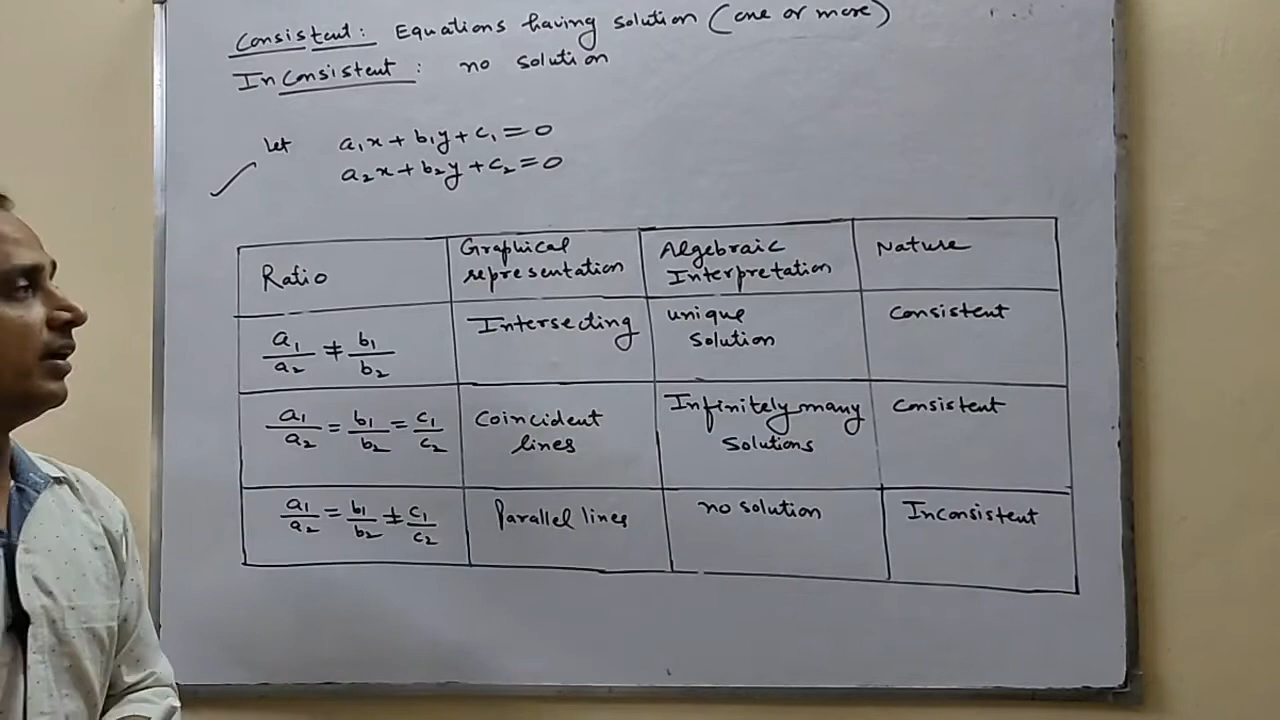 Consistent: Equations having solution (one or more)
InConsistent: no solution
Let a₁x + b₁y + c₁ = 0
a₂x + b₂y + c₂ = 0
Ratio
Graphical
representation
Algebraic
Interpretation
Nature
a₁/a₂ ≠ b₁/b₂
Intersecting
unique
Solution
Consistent
a₁/a₂ = b₁/b₂ = c₁/c₂
Coincident
lines
Infinitely many
Solutions
Consistent
a₁/a₂ = b₁/b₂ ≠ c₁/c₂
Parallel lines
no solution
Inconsistent